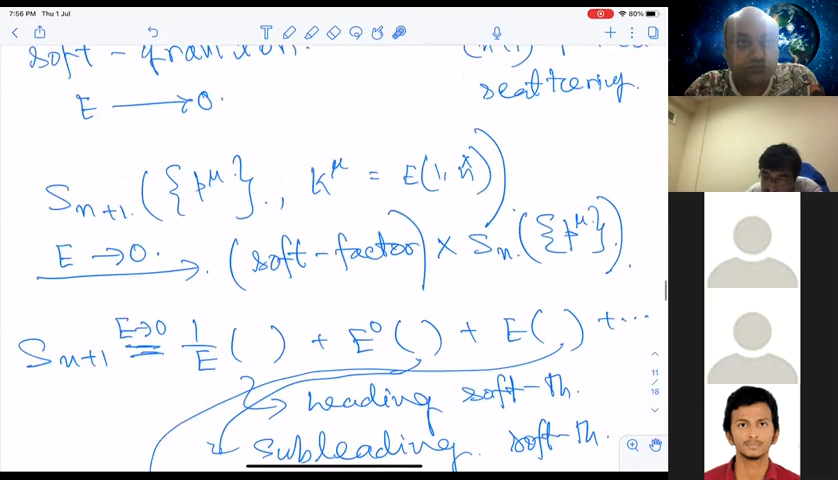 7:56 PM Thu 1 Jul
80%
soft - graviton.
scattering.
E ⟶ 0.
S_{n+1} ( { p^μ }, K^μ = E(1, n̂) )
E → 0. ⟶ (soft-factor) × S_n ( { p^μ } ).
S_{n+1} =^{E→0} 1/E ( ) + E^0 ( ) + E ( ) + ...
leading soft-th.
subleading soft-th.
11
/
18